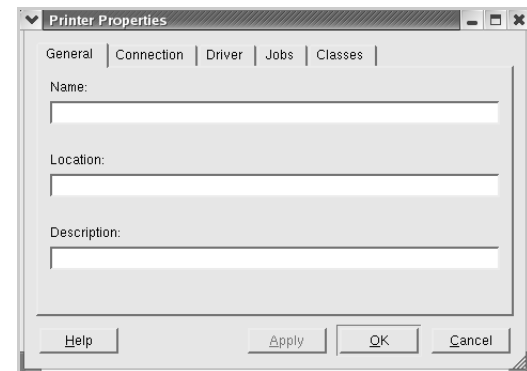 Printer Properties
General Connection Driver Jobs Classes
Name:
Location:
Description:
Help Apply OK Cancel